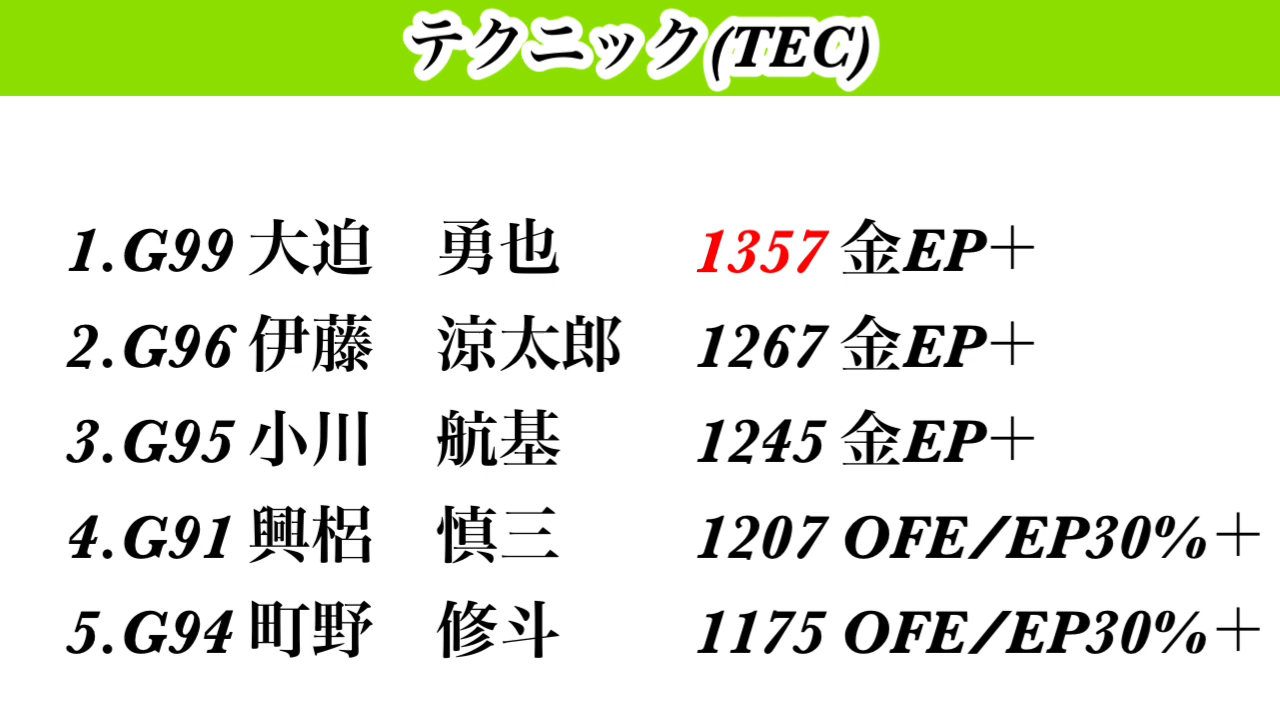 テクニック(TEC)
1.G99 大迫　勇也　1357 金EP＋
2.G96 伊藤　涼太郎　1267 金EP＋
3.G95 小川　航基　1245 金EP＋
4.G91 興梠　慎三　1207 OFE/EP30%＋
5.G94 町野　修斗　1175 OFE/EP30%＋